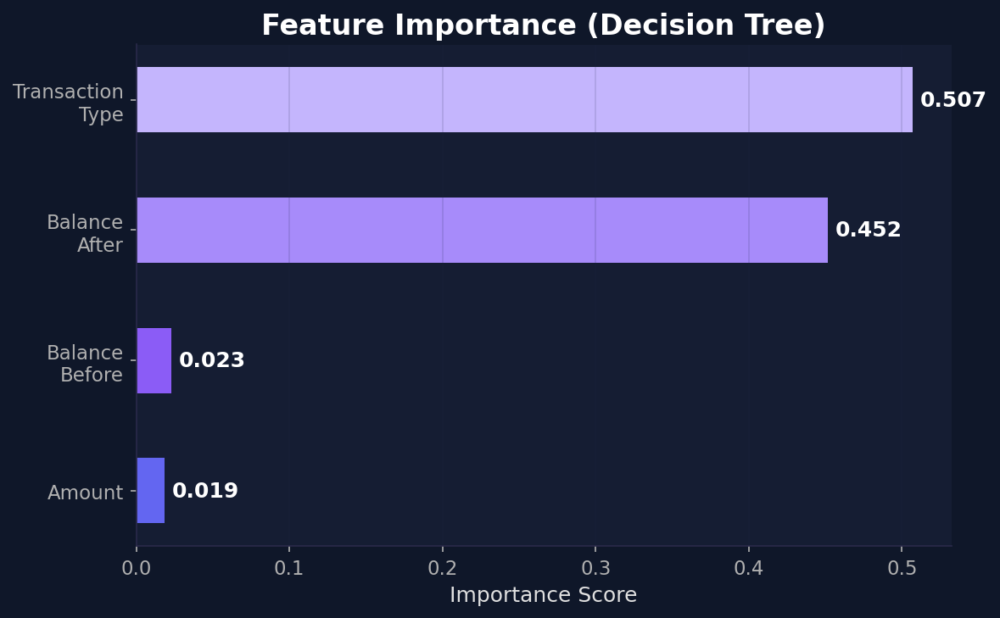 Feature Importance (Decision Tree)
Transaction
Type
0.507
Balance
After
0.452
Balance
Before
0.023
Amount
0.019
0.0 0.1 0.2 0.3 0.4 0.5
Importance Score